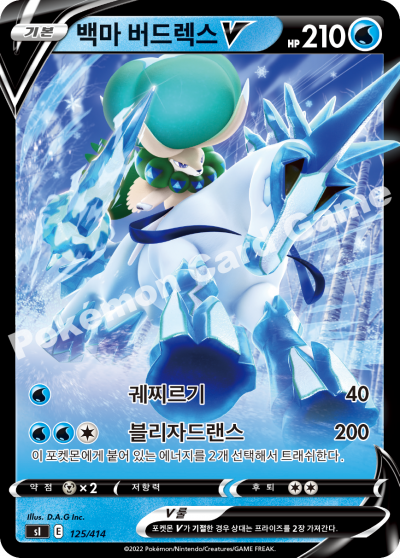 기본 백마 버드렉스 V HP 210
Pokémon Card Game
궤찌르기 40
블리자드랜스 200
이 포켓몬에게 붙어 있는 에너지를 2개 선택해서 트래쉬한다.
약점 ×2 저항력 후퇴
V 룰
포켓몬 V가 기절한 경우 상대는 프라이즈를 2장 가져간다.
Illus. D.A.G Inc.
sI E 125/414
©2022 Pokémon/Nintendo/Creatures/GAME FREAK.